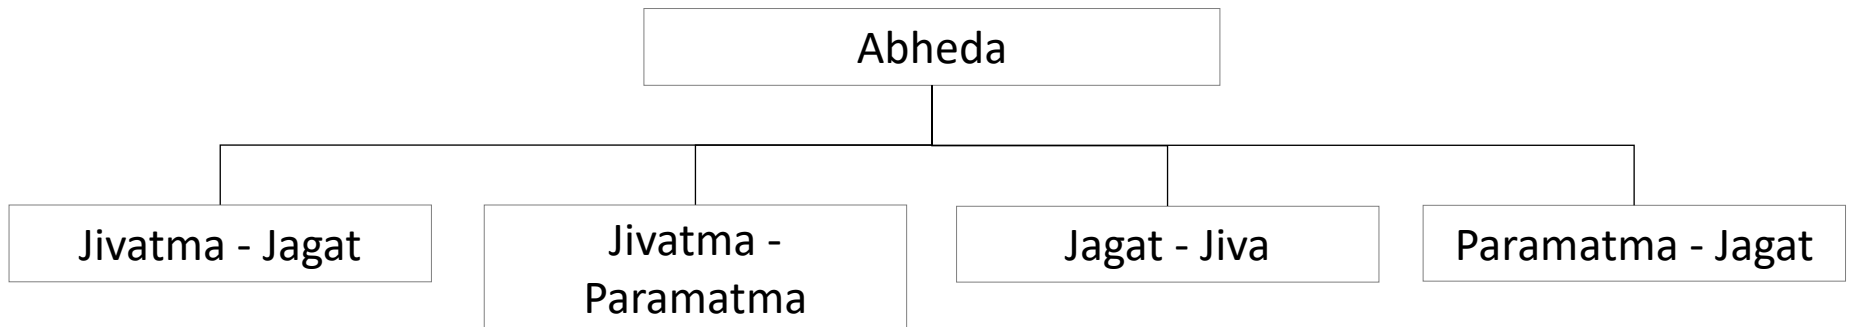 Abheda
Jivatma - Jagat
Jivatma -
Paramatma
Jagat - Jiva
Paramatma - Jagat